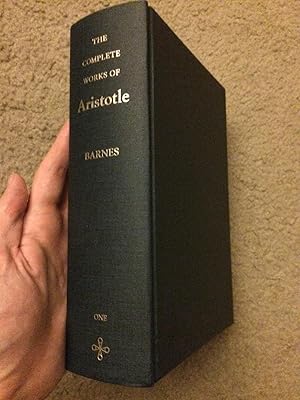 THE
COMPLETE
WORKS OF
Aristotle
BARNES
ONE